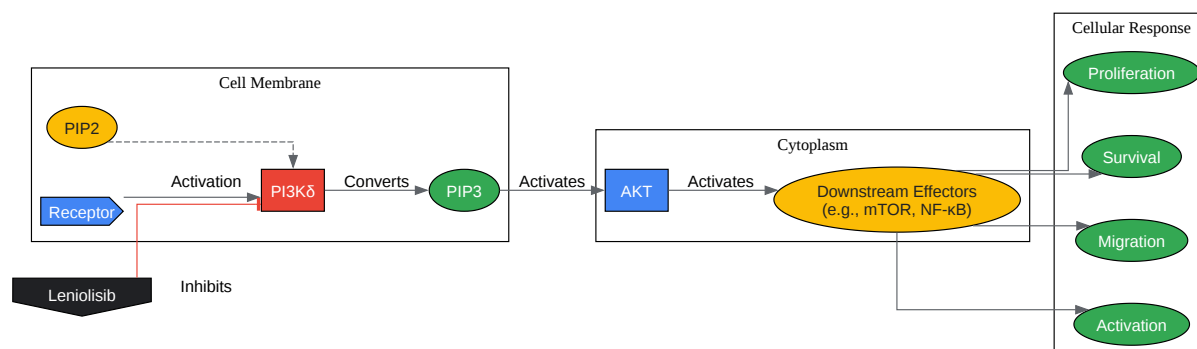 Cellular Response
Proliferation
Survival
Migration
Activation
Cell Membrane
PIP2
Activation
Receptor
PI3Kδ
Converts
PIP3
Activates
Cytoplasm
AKT
Activates
Downstream Effectors
(e.g., mTOR, NF-κB)
Leniolisib
Inhibits